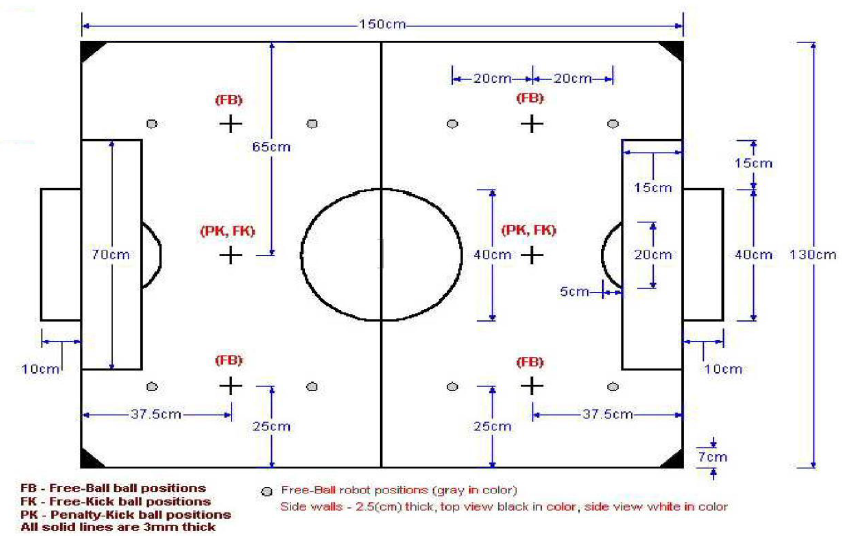 150cm
20cm 20cm
(FB) (FB)
65cm
15cm
15cm
(PK, FK) (PK, FK)
70cm 40cm 20cm 40cm 130cm
5cm
10cm (FB) (FB) 10cm
37.5cm 37.5cm
25cm 25cm
7cm
FB - Free-Ball ball positions
FK - Free-Kick ball positions
PK - Penalty-Kick ball positions
All solid lines are 3mm thick
Free-Ball robot positions (gray in color)
Side walls - 2.5(cm) thick, top view black in color, side view white in color